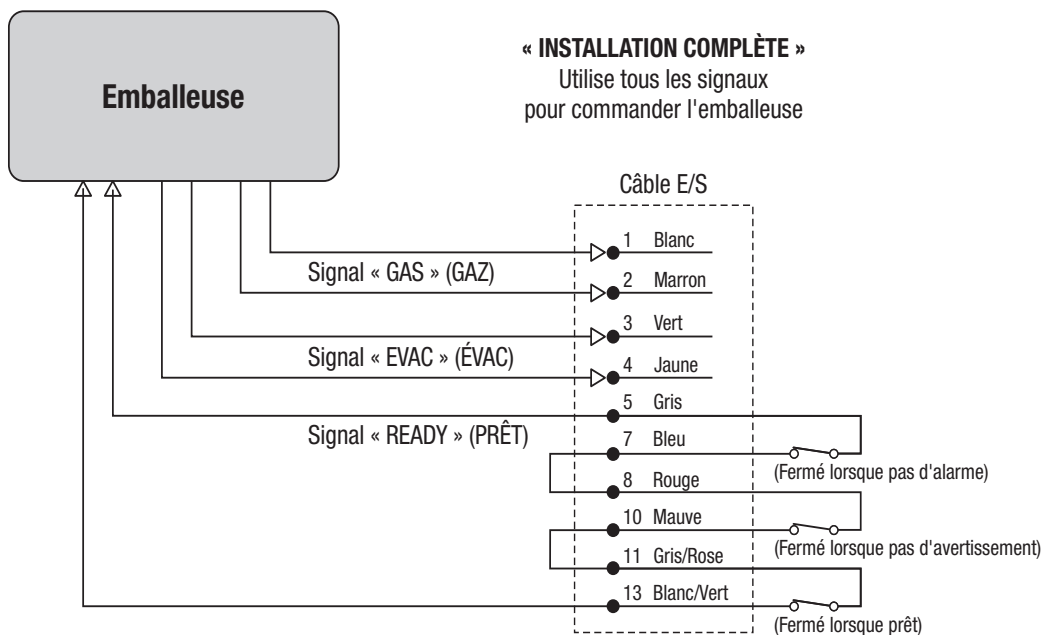 Emballeuse
« INSTALLATION COMPLÈTE »
Utilise tous les signaux
pour commander l'emballeuse
Câble E/S
1 Blanc
Signal « GAS » (GAZ)
2 Marron
3 Vert
Signal « EVAC » (ÉVAC)
4 Jaune
5 Gris
Signal « READY » (PRÊT)
7 Bleu
(Fermé lorsque pas d'alarme)
8 Rouge
10 Mauve
(Fermé lorsque pas d'avertissement)
11 Gris/Rose
13 Blanc/Vert
(Fermé lorsque prêt)